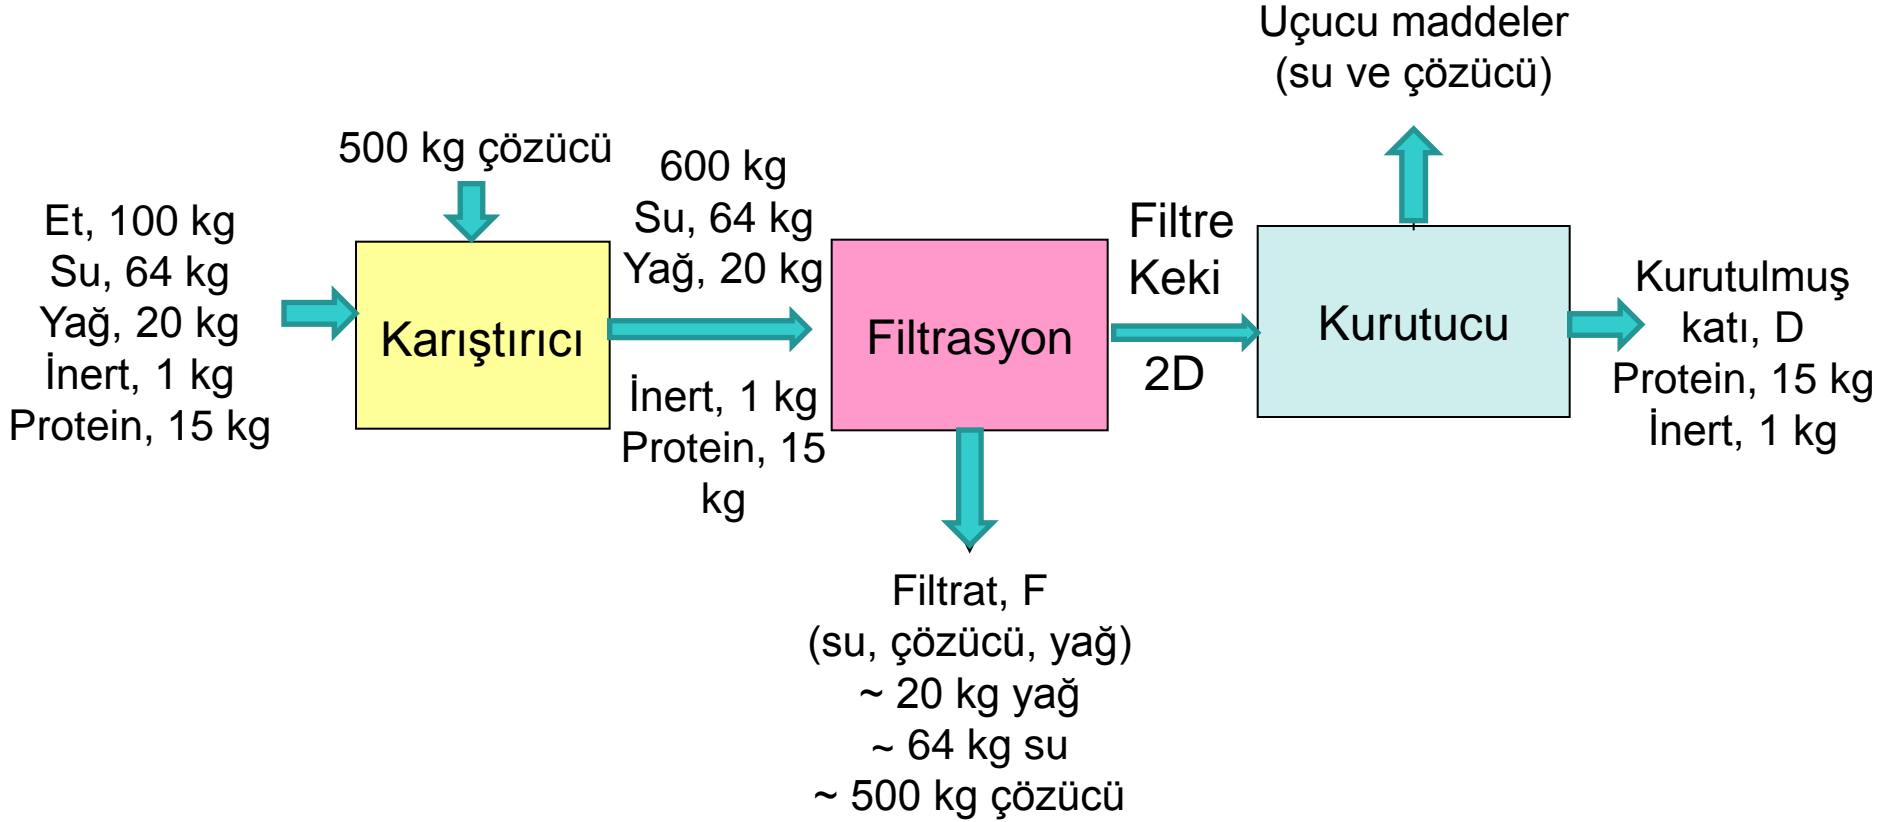 Et, 100 kg
Su, 64 kg
Yağ, 20 kg
İnert, 1 kg
Protein, 15 kg
500 kg çözücü
Karıştırıcı
600 kg
Su, 64 kg
Yağ, 20 kg
İnert, 1 kg
Protein, 15
kg
Filtrasyon
Filtrat, F
(su, çözücü, yağ)
~ 20 kg yağ
~ 64 kg su
~ 500 kg çözücü
Filtre
Keki
2D
Kurutucu
Uçucu maddeler
(su ve çözücü)
Kurutulmuş
katı, D
Protein, 15 kg
İnert, 1 kg